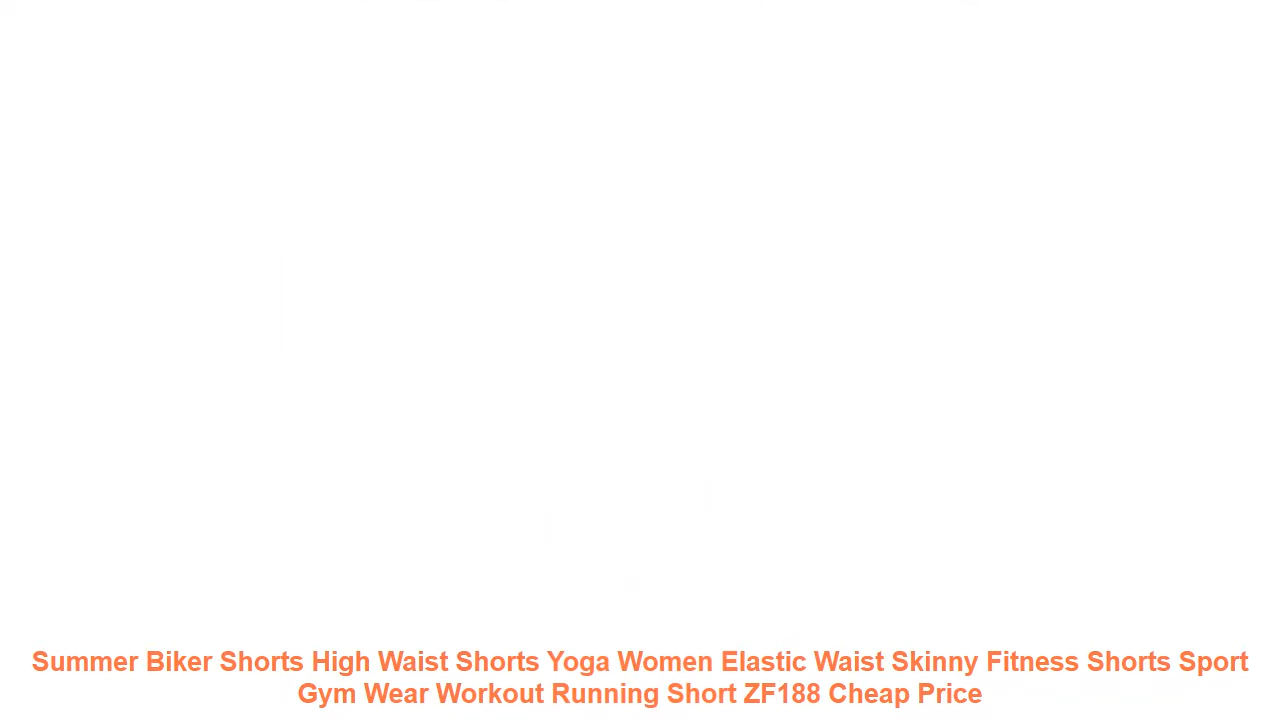 Summer Biker Shorts High Waist Shorts Yoga Women Elastic Waist Skinny Fitness Shorts Sport
Gym Wear Workout Running Short ZF188 Cheap Price